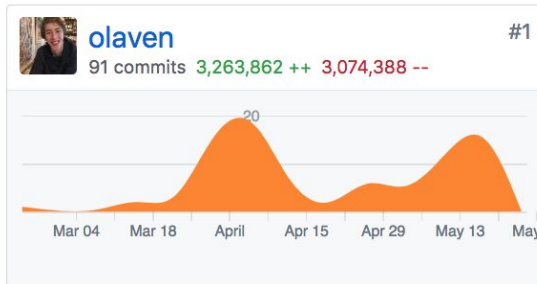 olaven
#1
91 commits 3,263,862 ++ 3,074,388 --
20
Mar 04 Mar 18 April Apr 15 Apr 29 May 13 May